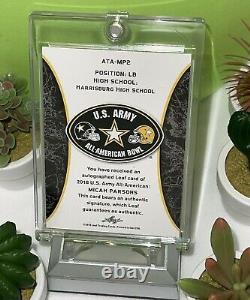 ATA-MP2
POSITION: LB
HIGH SCHOOL:
HARRISBURG HIGH SCHOOL
U.S. ARMY
ALL-AMERICAN BOWL
You have received an
autographed Leaf card of
2018 U.S. Army All-American:
MICAH PARSONS
This card bears an authentic
signature, which Leaf
guarantees as authentic.
Leaf